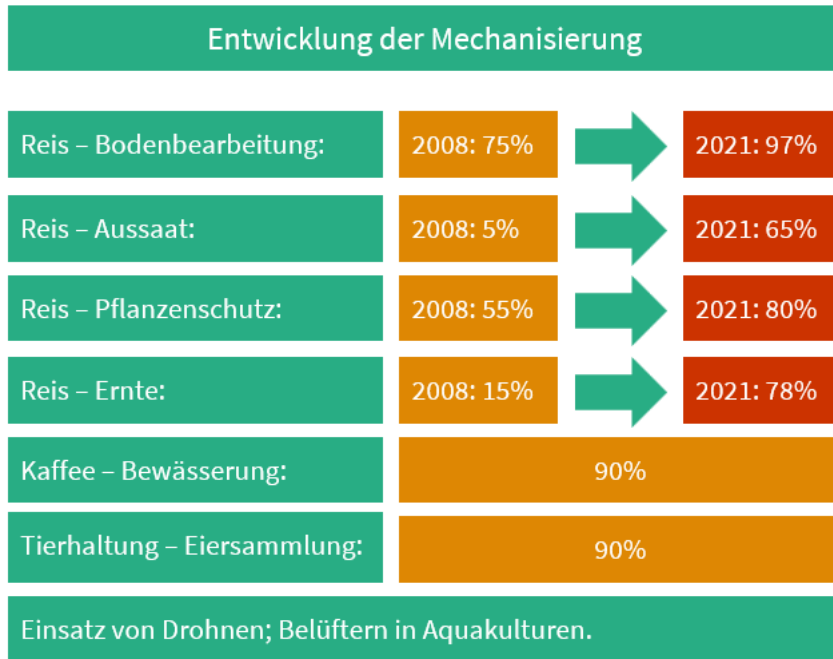 Entwicklung der Mechanisierung
Reis – Bodenbearbeitung: 2008: 75% 2021: 97%
Reis – Aussaat: 2008: 5% 2021: 65%
Reis – Pflanzenschutz: 2008: 55% 2021: 80%
Reis – Ernte: 2008: 15% 2021: 78%
Kaffee – Bewässerung: 90%
Tierhaltung – Eiersammlung: 90%
Einsatz von Drohnen; Belüftern in Aquakulturen.